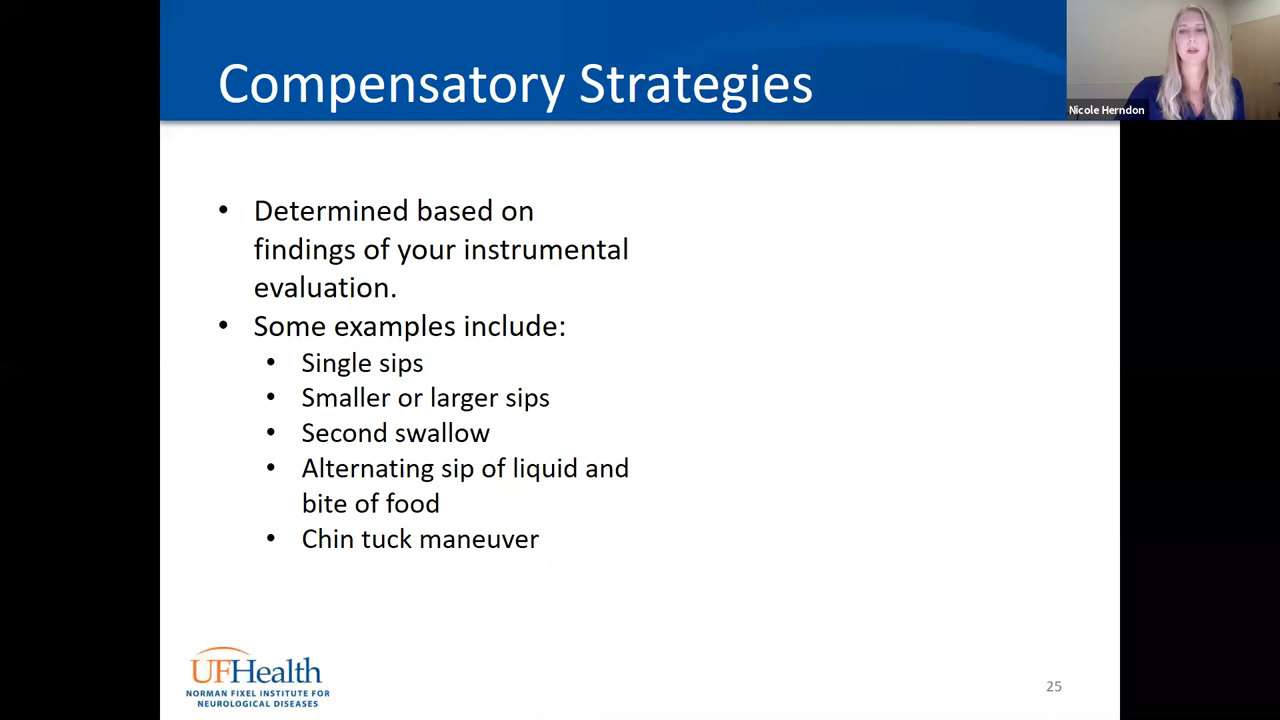 Compensatory Strategies
Nicole Herndon
• Determined based on
findings of your instrumental
evaluation.
• Some examples include:
• Single sips
• Smaller or larger sips
• Second swallow
• Alternating sip of liquid and
bite of food
• Chin tuck maneuver
UFHealth
NORMAN FIXEL INSTITUTE FOR
NEUROLOGICAL DISEASES
25